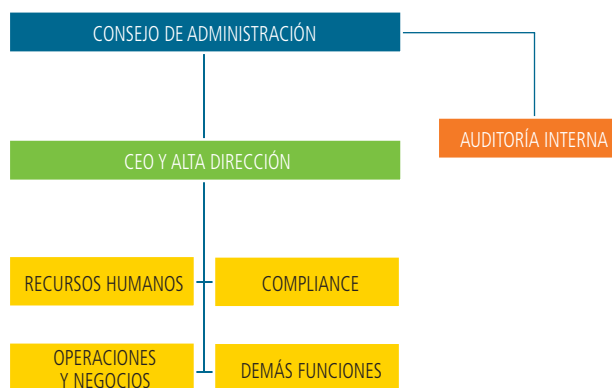 CONSEJO DE ADMINISTRACIÓN
AUDITORÍA INTERNA
CEO Y ALTA DIRECCIÓN
RECURSOS HUMANOS
COMPLIANCE
OPERACIONES
Y NEGOCIOS
DEMÁS FUNCIONES